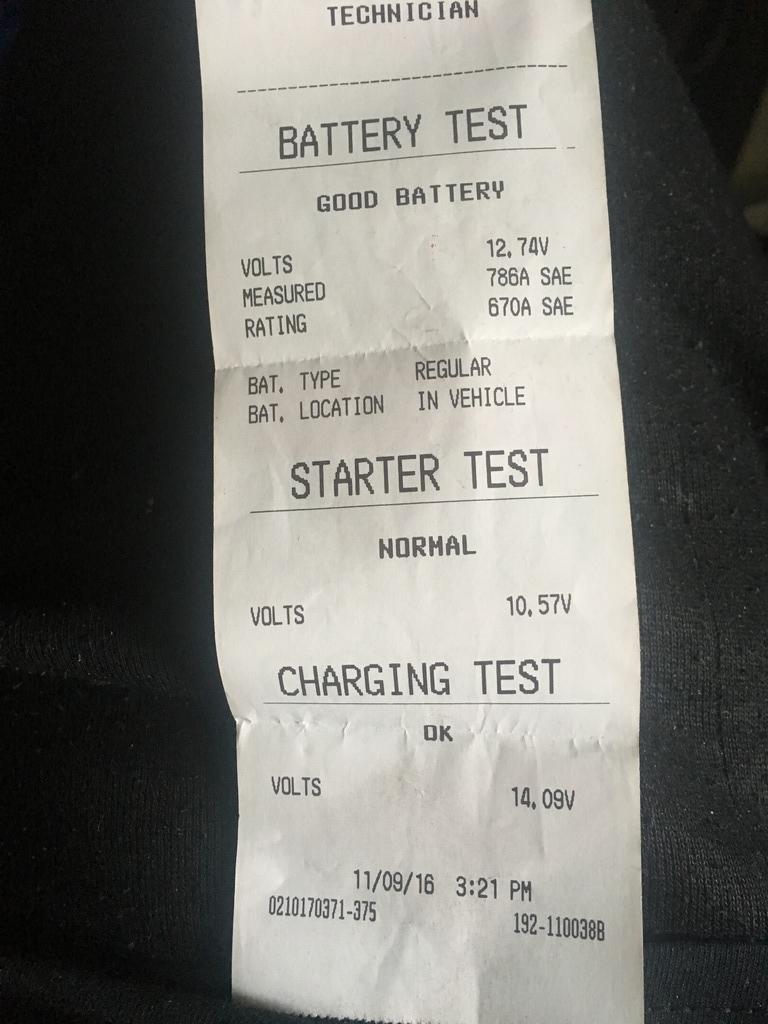 TECHNICIAN
BATTERY TEST
GOOD BATTERY
VOLTS 12.74V
MEASURED 786A SAE
RATING 670A SAE
BAT. TYPE REGULAR
BAT. LOCATION IN VEHICLE
STARTER TEST
NORMAL
VOLTS 10.57V
CHARGING TEST
OK
VOLTS 14.09V
11/09/16 3:21 PM
0210170371-375 192-110038B